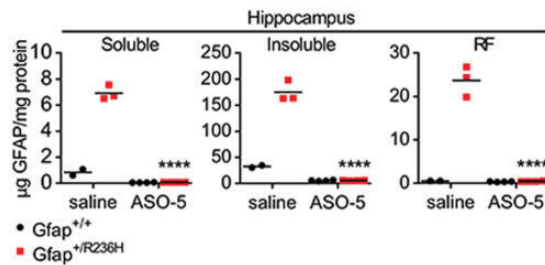 Hippocampus
Soluble Insoluble RF
µg GFAP/mg protein
10 8 6 4 2 0
250 200 150 100 50 0
30 20 10 0
**** **** ****
saline ASO-5 saline ASO-5 saline ASO-5
Gfap+/+
Gfap+/R236H